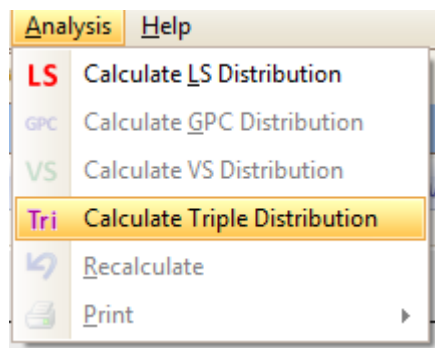 Analysis Help
LS Calculate LS Distribution
GPC Calculate GPC Distribution
VS Calculate VS Distribution
Tri Calculate Triple Distribution
Recalculate
Print